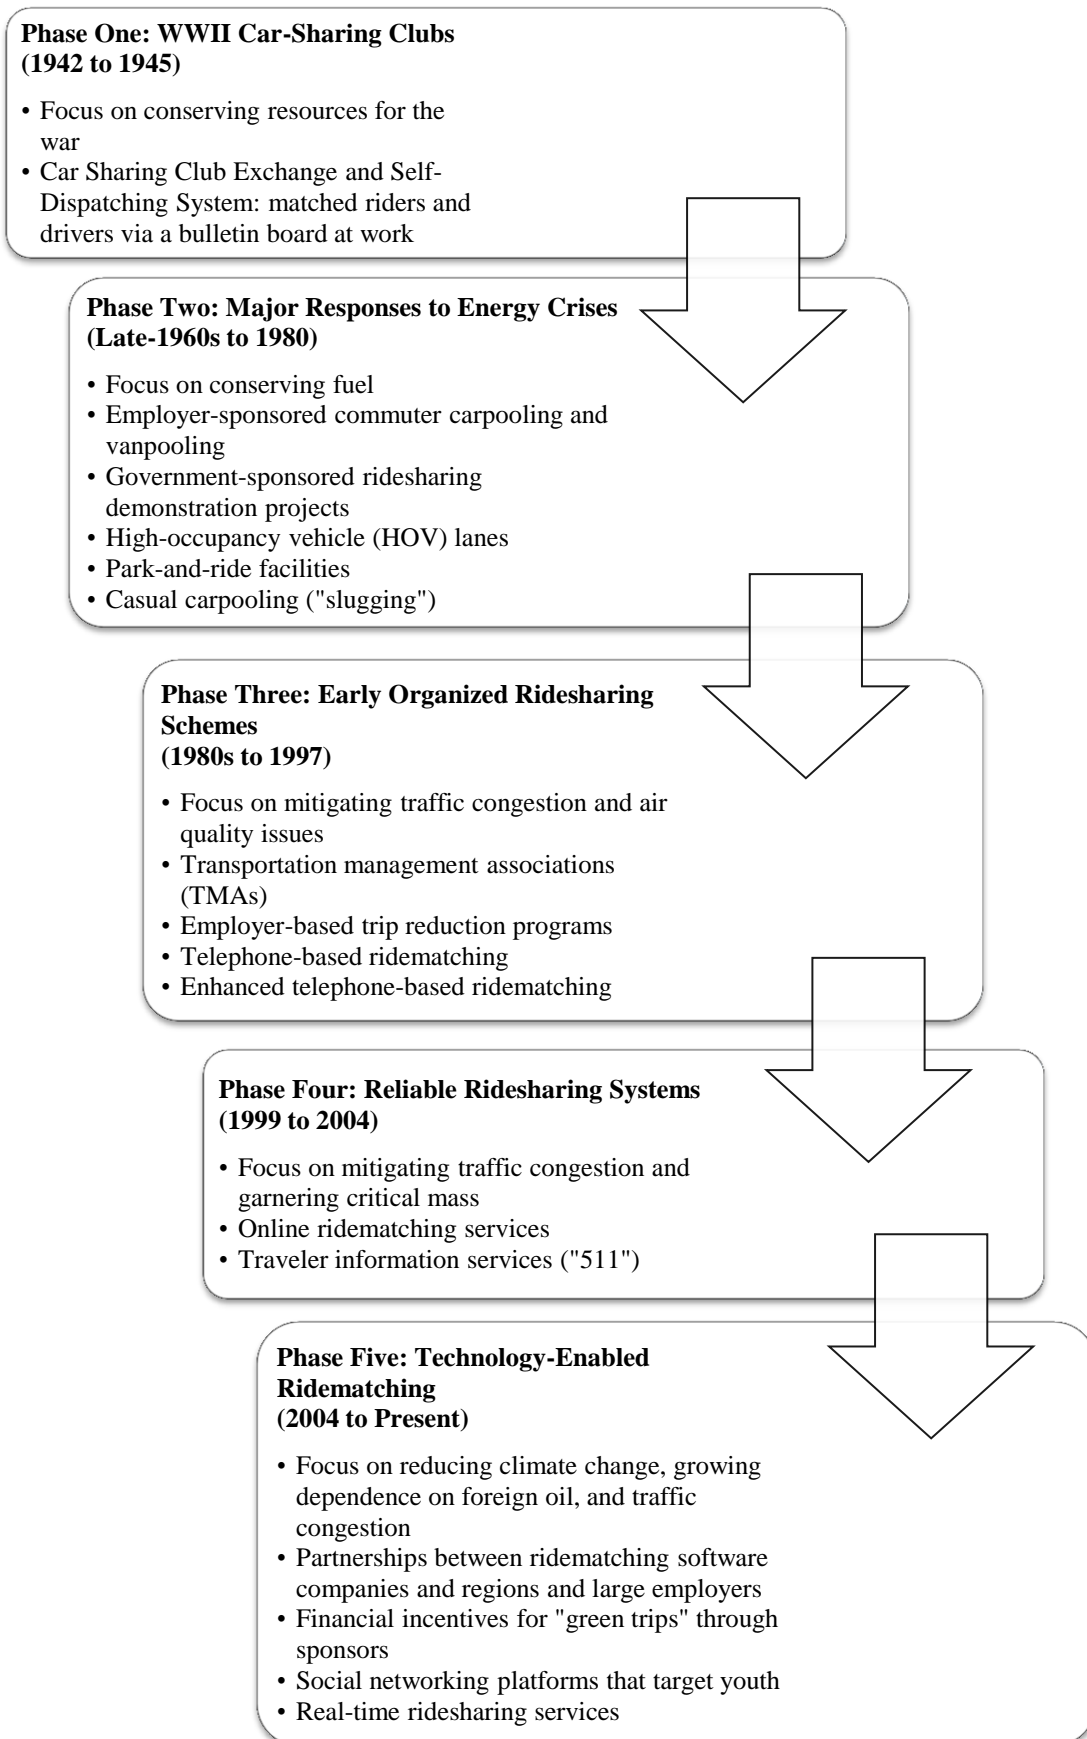 Phase One: WWII Car-Sharing Clubs
(1942 to 1945)
• Focus on conserving resources for the
war
• Car Sharing Club Exchange and Self-
Dispatching System: matched riders and
drivers via a bulletin board at work
Phase Two: Major Responses to Energy Crises
(Late-1960s to 1980)
• Focus on conserving fuel
• Employer-sponsored commuter carpooling and
vanpooling
• Government-sponsored ridesharing
demonstration projects
• High-occupancy vehicle (HOV) lanes
• Park-and-ride facilities
• Casual carpooling ("slugging")
Phase Three: Early Organized Ridesharing
Schemes
(1980s to 1997)
• Focus on mitigating traffic congestion and air
quality issues
• Transportation management associations
(TMAs)
• Employer-based trip reduction programs
• Telephone-based ridematching
• Enhanced telephone-based ridematching
Phase Four: Reliable Ridesharing Systems
(1999 to 2004)
• Focus on mitigating traffic congestion and
garnering critical mass
• Online ridematching services
• Traveler information services ("511")
Phase Five: Technology-Enabled
Ridematching
(2004 to Present)
• Focus on reducing climate change, growing
dependence on foreign oil, and traffic
congestion
• Partnerships between ridematching software
companies and regions and large employers
• Financial incentives for "green trips" through
sponsors
• Social networking platforms that target youth
• Real-time ridesharing services